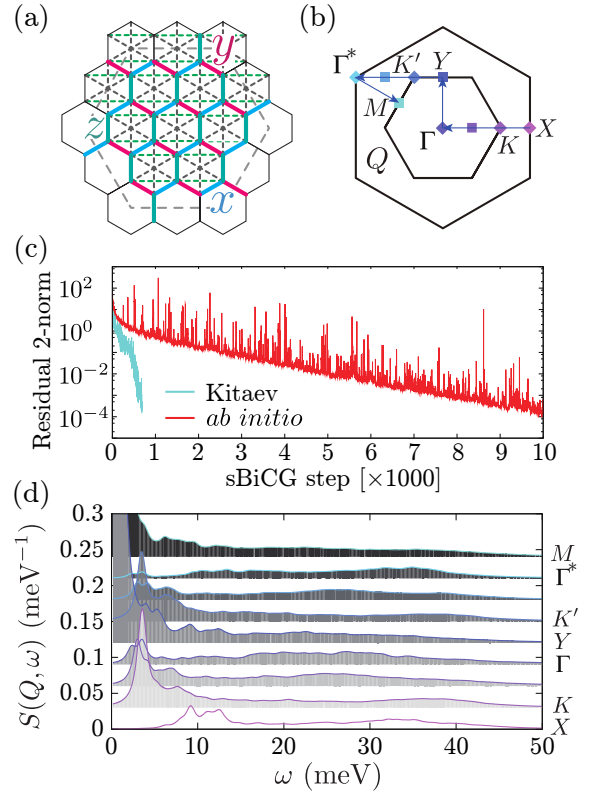 (a)
y
z
x
(b)
Γ* K′ Y
M
Γ
K X
Q
(c)
Residual 2-norm
10²
10⁰
10⁻²
10⁻⁴
Kitaev
ab initio
0 1 2 3 4 5 6 7 8 9 10
sBiCG step [×1000]
(d)
S(Q, ω) (meV⁻¹)
0.3
0.25
0.2
0.15
0.1
0.05
0
M
Γ*
K′
Y
Γ
K
X
0 10 20 30 40 50
ω (meV)